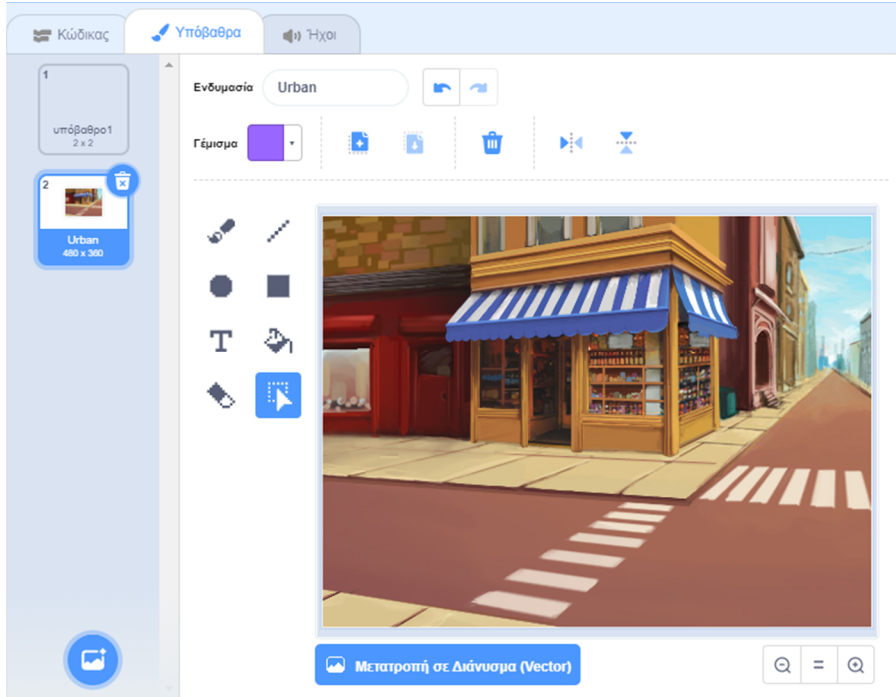 Κώδικας
Υπόβαθρα
Ήχοι
1
υπόβαθρο1
2 x 2
2
Urban
480 x 360
Ενδυμασία
Urban
Γέμισμα
T
Μετατροπή σε Διάνυσμα (Vector)